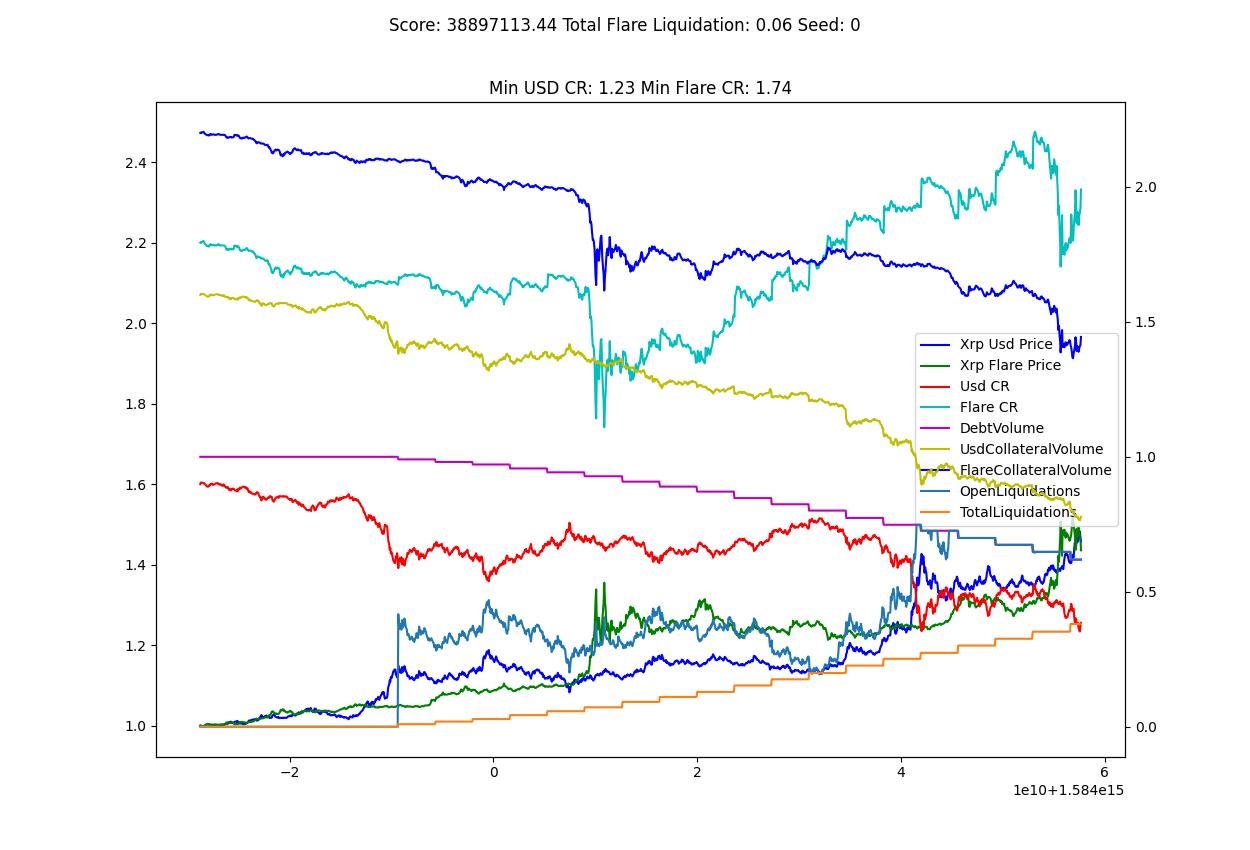 Score: 38897113.44 Total Flare Liquidation: 0.06 Seed: 0
Min USD CR: 1.23 Min Flare CR: 1.74
2.4
2.2
2.0
1.8
1.6
1.4
1.2
1.0
2.0
1.5
1.0
0.5
0.0
Xrp Usd Price
Xrp Flare Price
Usd CR
Flare CR
DebtVolume
UsdCollateralVolume
FlareCollateralVolume
OpenLiquidations
TotalLiquidations
−2 0 2 4 6
1e10+1.584e15